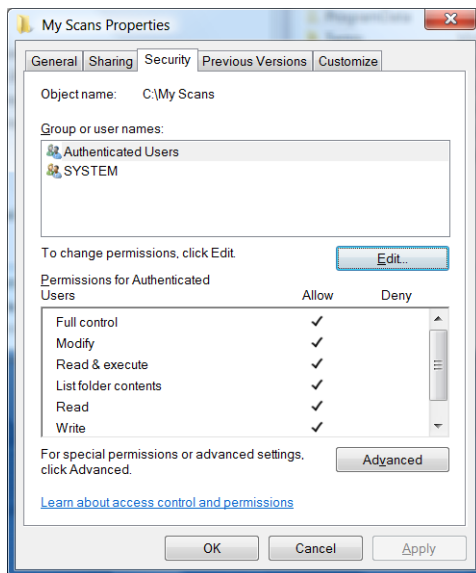 My Scans Properties
General Sharing Security Previous Versions Customize
Object name: C:\My Scans
Group or user names:
Authenticated Users
SYSTEM
To change permissions, click Edit.
Edit...
Permissions for Authenticated
Users Allow Deny
Full control
Modify
Read & execute
List folder contents
Read
Write
For special permissions or advanced settings,
click Advanced.
Advanced
Learn about access control and permissions
OK Cancel Apply